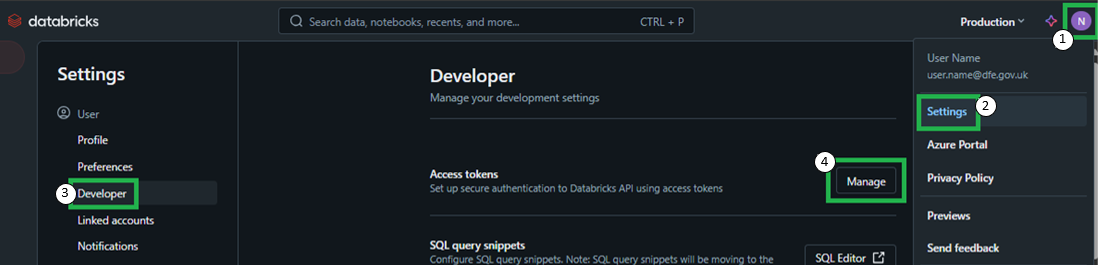 databricks
Search data, notebooks, recents, and more...
CTRL + P
Production
N
1
Settings
User
Profile
Preferences
3
Developer
Linked accounts
Notifications
Developer
Manage your development settings
Access tokens
Set up secure authentication to Databricks API using access tokens
4
Manage
SQL query snippets
Configure SQL query snippets. Note: SQL query snippets will be moving to the
SQL Editor
User Name
user.name@dfe.gov.uk
Settings
2
Azure Portal
Privacy Policy
Previews
Send feedback